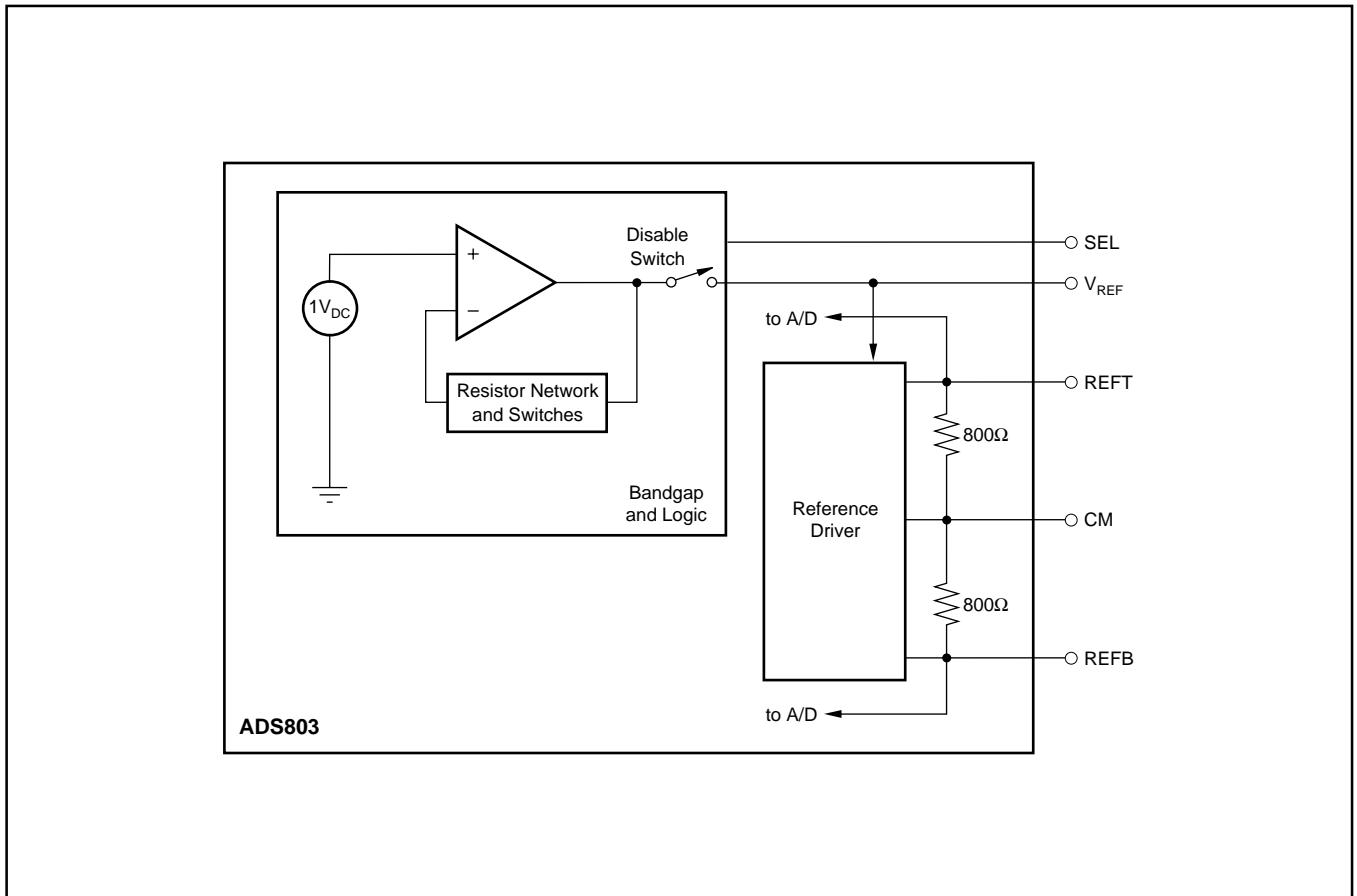 Disable
Switch
SEL
+
V_REF
1V_DC
−
to A/D
REFT
Resistor Network
and Switches
800Ω
Bandgap
and Logic
Reference
Driver
CM
800Ω
REFB
to A/D
ADS803